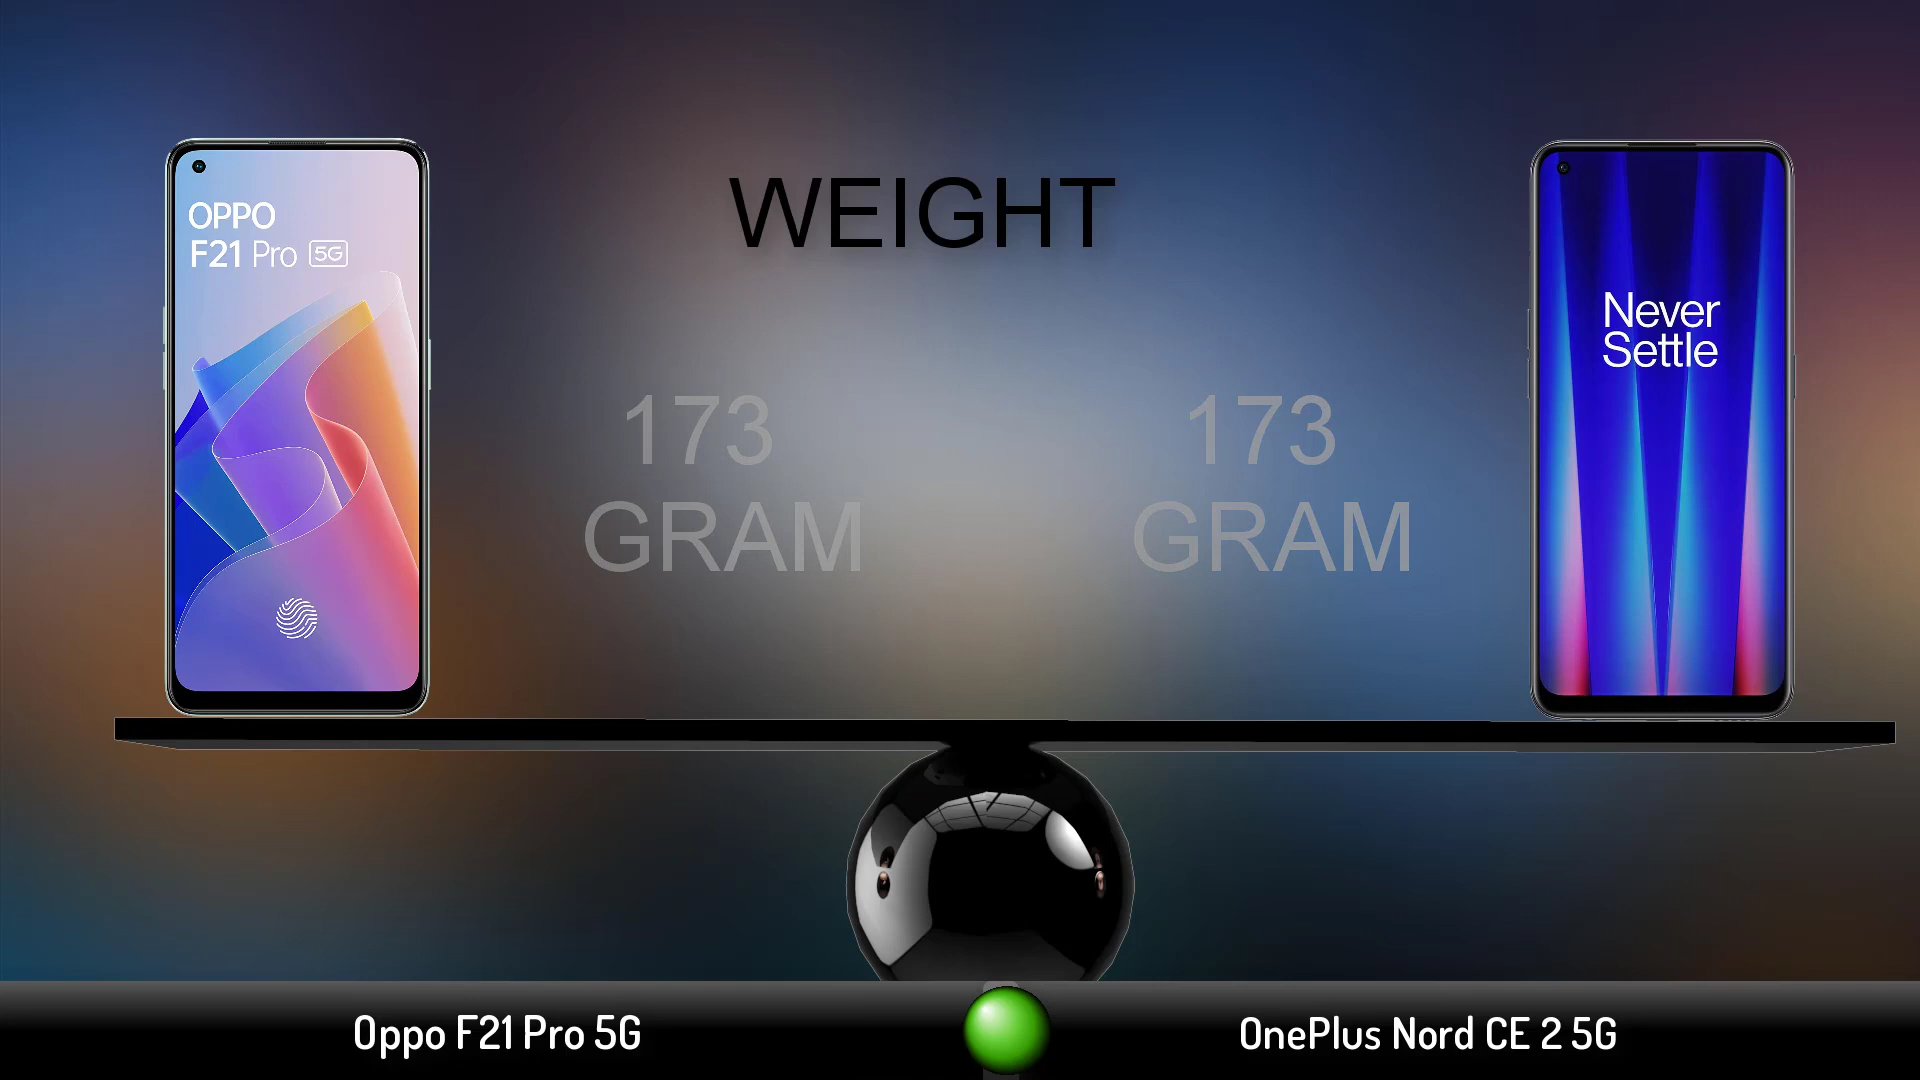 WEIGHT
OPPO
F21 Pro 5G
Never
Settle
173
GRAM
173
GRAM
Oppo F21 Pro 5G
OnePlus Nord CE 2 5G